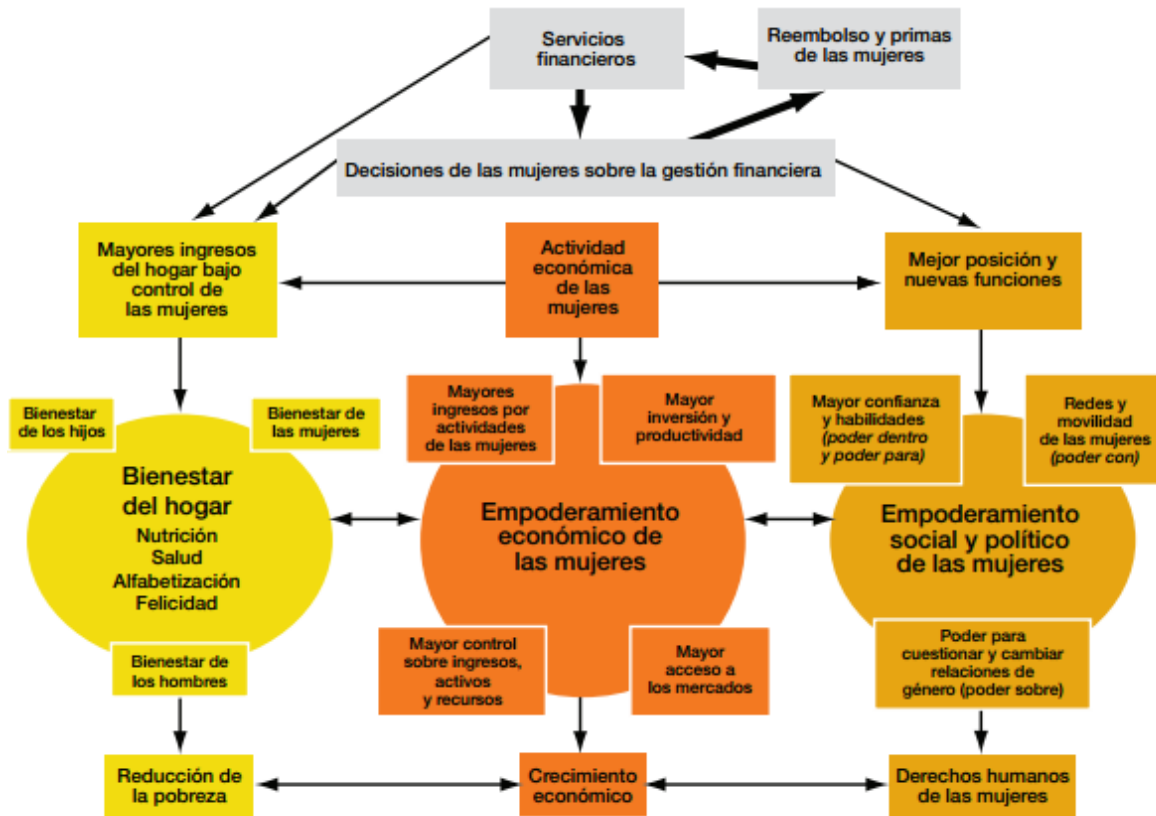 Servicios
financieros
Reembolso y primas
de las mujeres
Decisiones de las mujeres sobre la gestión financiera
Mayores ingresos
del hogar bajo
control de
las mujeres
Actividad
económica
de las
mujeres
Mejor posición y
nuevas funciones
Bienestar
de los hijos
Bienestar de
las mujeres
Bienestar
del hogar
Nutrición
Salud
Alfabetización
Felicidad
Bienestar de
los hombres
Mayores
ingresos por
actividades
de las mujeres
Mayor
inversión y
productividad
Empoderamiento
económico de
las mujeres
Mayor control
sobre ingresos,
activos
y recursos
Mayor
acceso a
los mercados
Mayor confianza
y habilidades
(poder dentro
y poder para)
Redes y
movilidad
de las mujeres
(poder con)
Empoderamiento
social y político
de las mujeres
Poder para
cuestionar y cambiar
relaciones de
género (poder sobre)
Reducción de
la pobreza
Crecimiento
económico
Derechos humanos
de las mujeres